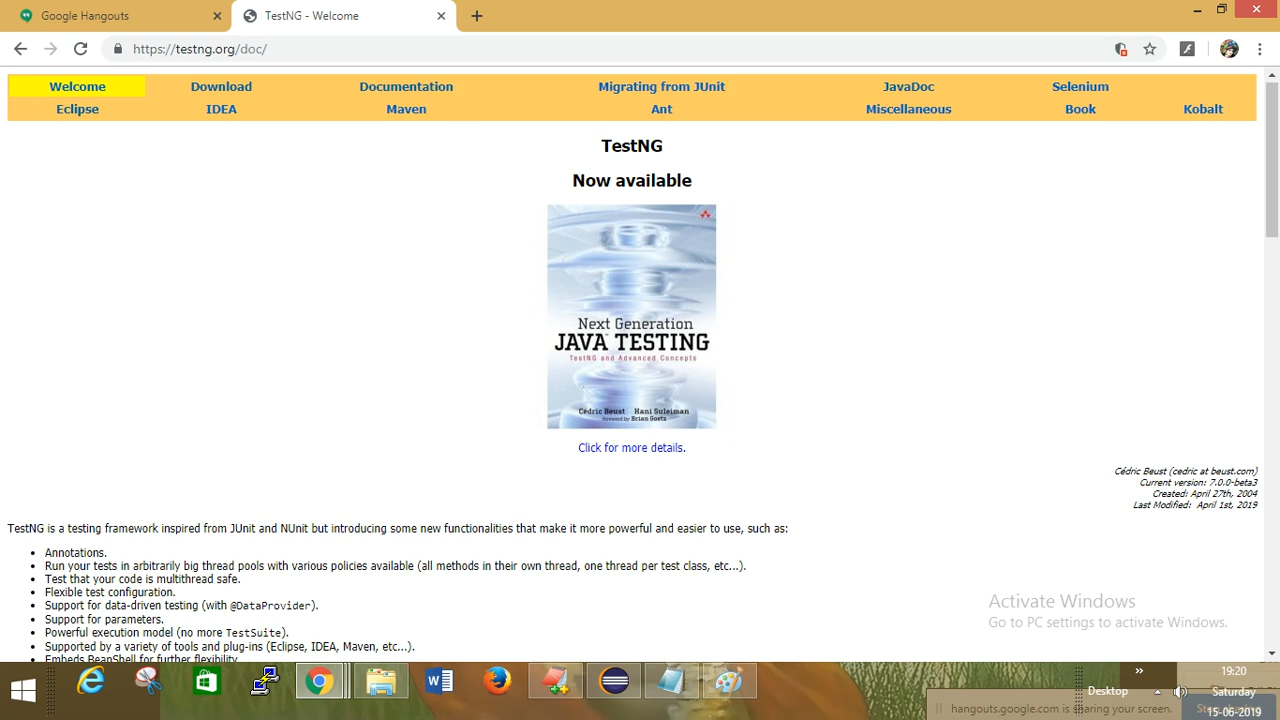 Google Hangouts
TestNG - Welcome
https://testng.org/doc/
Welcome Download Documentation Migrating from JUnit JavaDoc Selenium
Eclipse IDEA Maven Ant Miscellaneous Book Kobalt
TestNG
Now available
Next Generation
JAVA TESTING
TestNG and Advanced Concepts
Cédric Beust Hani Suleiman
foreword by Brian Goetz
Click for more details.
Cédric Beust (cedric at beust.com)
Current version: 7.0.0-beta3
Created: April 27th, 2004
Last Modified: April 1st, 2019
TestNG is a testing framework inspired from JUnit and NUnit but introducing some new functionalities that make it more powerful and easier to use, such as:
• Annotations.
• Run your tests in arbitrarily big thread pools with various policies available (all methods in their own thread, one thread per test class, etc...).
• Test that your code is multithread safe.
• Flexible test configuration.
• Support for data-driven testing (with @DataProvider).
• Support for parameters.
• Powerful execution model (no more TestSuite).
• Supported by a variety of tools and plug-ins (Eclipse, IDEA, Maven, etc...).
• Embeds BeanShell for further flexibility.
Activate Windows
Go to PC settings to activate Windows.
Desktop
19:20
Saturday
15-06-2019
hangouts.google.com is sharing your screen.